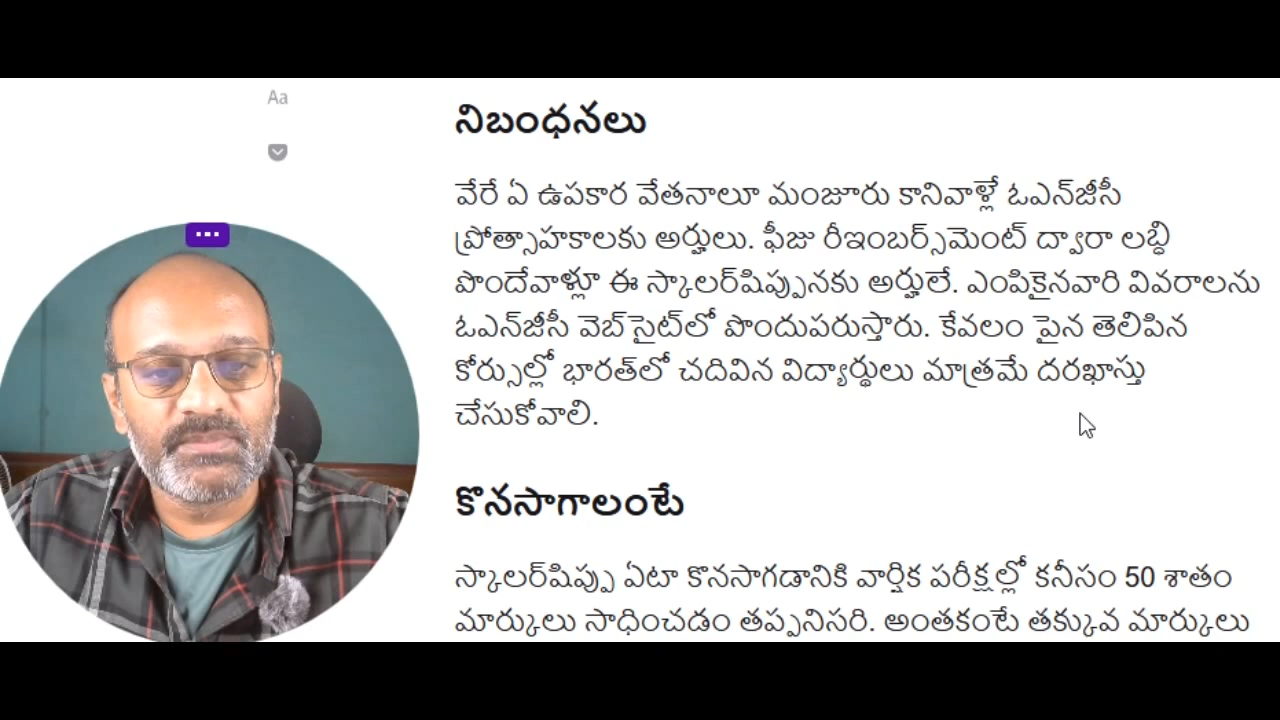 Aa
నిబంధనలు
వేరే ఏ ఉపకార వేతనాలూ మంజూరు కానివాళ్లే ఓఎన్‌జీసీ
ప్రోత్సాహకాలకు అర్హులు. ఫీజు రీఇంబర్స్‌మెంట్ ద్వారా లబ్ధి
పొందేవాళ్లూ ఈ స్కాలర్‌షిప్పునకు అర్హులే. ఎంపికైనవారి వివరాలను
ఓఎన్‌జీసీ వెబ్‌సైట్‌లో పొందుపరుస్తారు. కేవలం పైన తెలిపిన
కోర్సుల్లో భారత్‌లో చదివిన విద్యార్థులు మాత్రమే దరఖాస్తు
చేసుకోవాలి.
కొనసాగాలంటే
స్కాలర్‌షిప్పు ఏటా కొనసాగడానికి వార్షిక పరీక్షల్లో కనీసం 50 శాతం
మార్కులు సాధించడం తప్పనిసరి. అంతకంటే తక్కువ మార్కులు